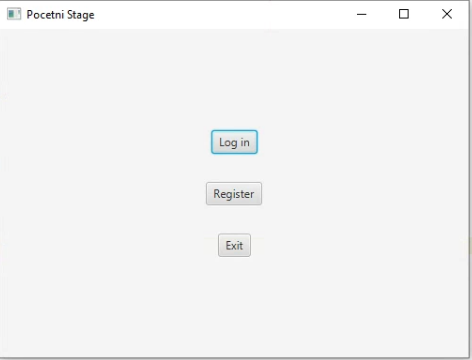 Pocetni Stage
Log in
Register
Exit